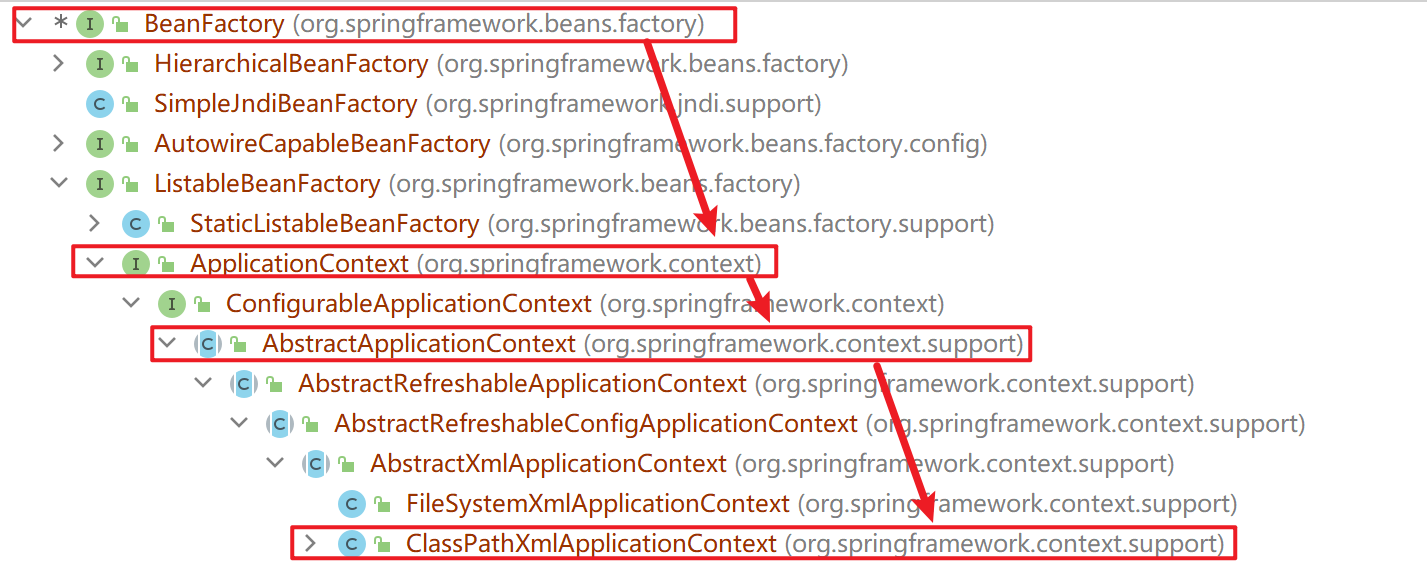 * I BeanFactory (org.springframework.beans.factory)
I HierarchicalBeanFactory (org.springframework.beans.factory)
C SimpleJndiBeanFactory (org.springframework.jndi.support)
I AutowireCapableBeanFactory (org.springframework.beans.factory.config)
I ListableBeanFactory (org.springframework.beans.factory)
C StaticListableBeanFactory (org.springframework.beans.factory.support)
I ApplicationContext (org.springframework.context)
I ConfigurableApplicationContext (org.springframework.context)
C AbstractApplicationContext (org.springframework.context.support)
C AbstractRefreshableApplicationContext (org.springframework.context.support)
C AbstractRefreshableConfigApplicationContext (org.springframework.context.support)
C AbstractXmlApplicationContext (org.springframework.context.support)
C FileSystemXmlApplicationContext (org.springframework.context.support)
C ClassPathXmlApplicationContext (org.springframework.context.support)